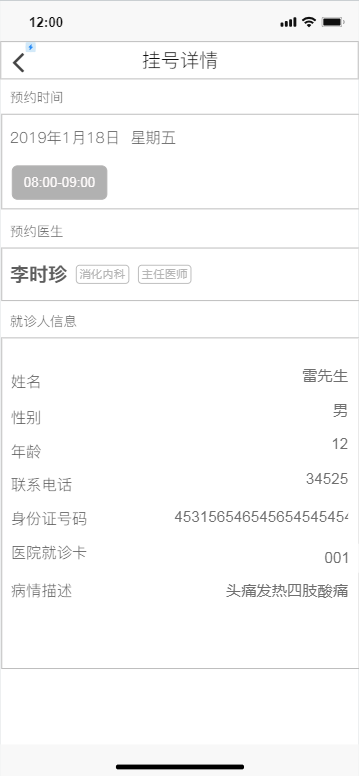 12:00
挂号详情
预约时间
2019年1月18日 星期五
08:00-09:00
预约医生
李时珍 消化内科 主任医师
就诊人信息
姓名 雷先生
性别 男
年龄 12
联系电话 34525
身份证号码 453156546545654545454
医院就诊卡 001
病情描述 头痛发热四肢酸痛